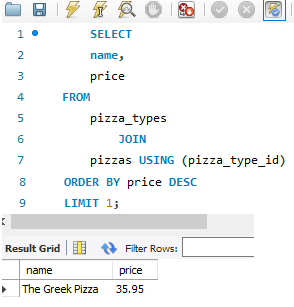 1 SELECT
2 name,
3 price
4 FROM
5 pizza_types
6 JOIN
7 pizzas USING (pizza_type_id)
8 ORDER BY price DESC
9 LIMIT 1;
Result Grid Filter Rows:
name price
The Greek Pizza 35.95